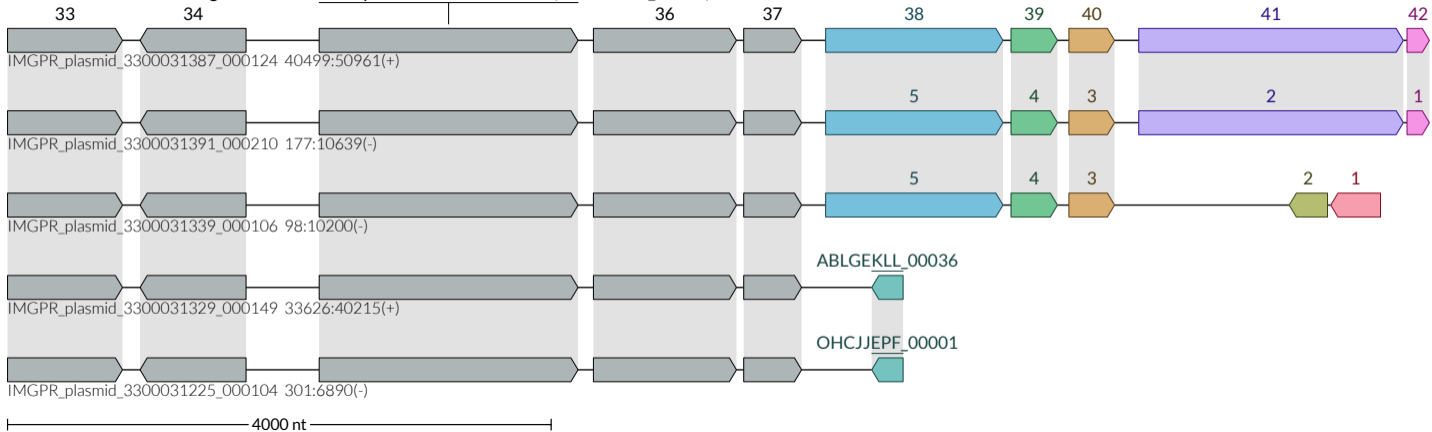 33 34 36 37 38 39 40 41 42
IMGPR_plasmid_3300031387_000124 40499:50961(+)
5 4 3 2 1
IMGPR_plasmid_3300031391_000210 177:10639(-)
5 4 3 2 1
IMGPR_plasmid_3300031339_000106 98:10200(-)
ABLGEKLL_00036
IMGPR_plasmid_3300031329_000149 33626:40215(+)
OHCJJEPF_00001
IMGPR_plasmid_3300031225_000104 301:6890(-)
4000 nt